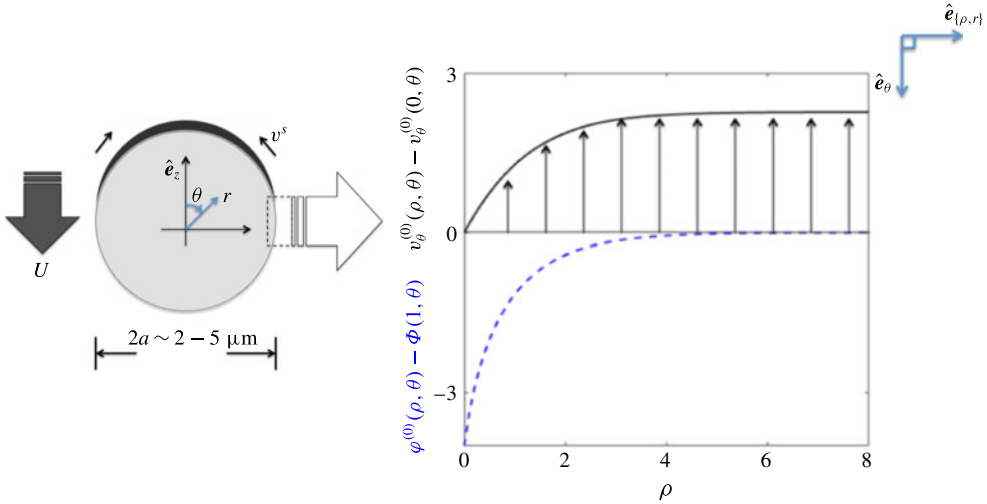 v^s
ê_z
θ
r
U
2a ~ 2 – 5 μm
v_θ^(0)(ρ, θ) – v_θ^(0)(0, θ)
φ^(0)(ρ, θ) – Φ(1, θ)
3
0
–3
0
2
4
6
8
ρ
ê_{ρ,r}
ê_θ